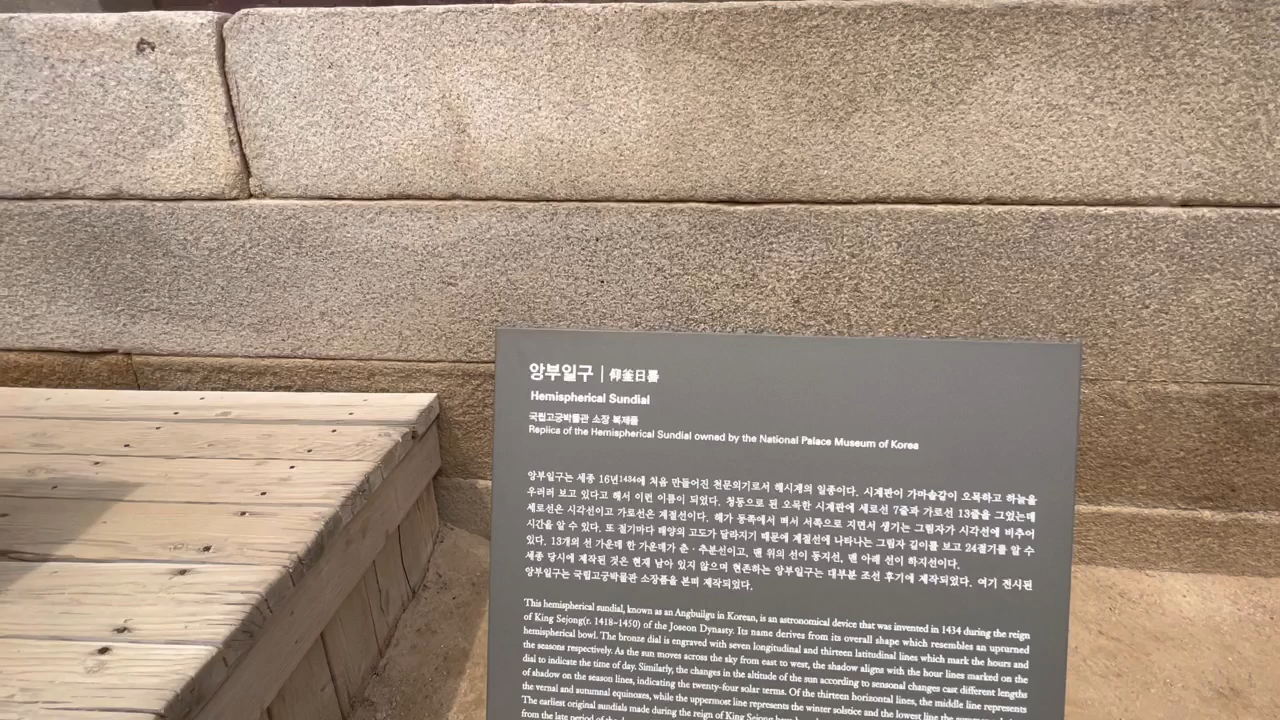 앙부일구 | 仰釜日晷
Hemispherical Sundial
국립고궁박물관 소장 복제품
Replica of the Hemispherical Sundial owned by the National Palace Museum of Korea
앙부일구는 세종 16년1434에 처음 만들어진 천문의기로서 해시계의 일종이다. 시계판이 가마솥같이 오목하고 하늘을
우러러 보고 있다고 해서 이런 이름이 되었다. 청동으로 된 오목한 시계판에 세로선 7줄과 가로선 13줄을 그었는데
세로선은 시각선이고 가로선은 계절선이다. 해가 동쪽에서 떠서 서쪽으로 지면서 생기는 그림자가 시각선에 비추어
시간을 알 수 있다. 또 절기마다 태양의 고도가 달라지기 때문에 계절선에 나타나는 그림자 길이를 보고 24절기를 알 수
있다. 13개의 선 가운데 한 가운데가 춘 · 추분선이고, 맨 위의 선이 동지선, 맨 아래 선이 하지선이다.
세종 당시에 제작된 것은 현재 남아 있지 않으며 현존하는 앙부일구는 대부분 조선 후기에 제작되었다. 여기 전시된
앙부일구는 국립고궁박물관 소장품을 본떠 제작되었다.
This hemispherical sundial, known as an Angbuilgu in Korean, is an astronomical device that was invented in 1434 during the reign
of King Sejong(r. 1418-1450) of the Joseon Dynasty. Its name derives from its overall shape which resembles an upturned
hemispherical bowl. The bronze dial is engraved with seven longitudinal and thirteen latitudinal lines which mark the hours and
the seasons respectively. As the sun moves across the sky from east to west, the shadow aligns with the hour lines marked on the
dial to indicate the time of day. Similarly, the changes in the altitude of the sun according to sensonal changes cast different lengths
of shadow on the season lines, indicating the twenty-four solar terms. Of the thirteen horizontal lines, the middle line represents
the vernal and autumnal equinoxes, while the uppermost line represents the winter solstice and the lowest line the
The earliest original sundials made during the reign of King Sejong
from the late period of